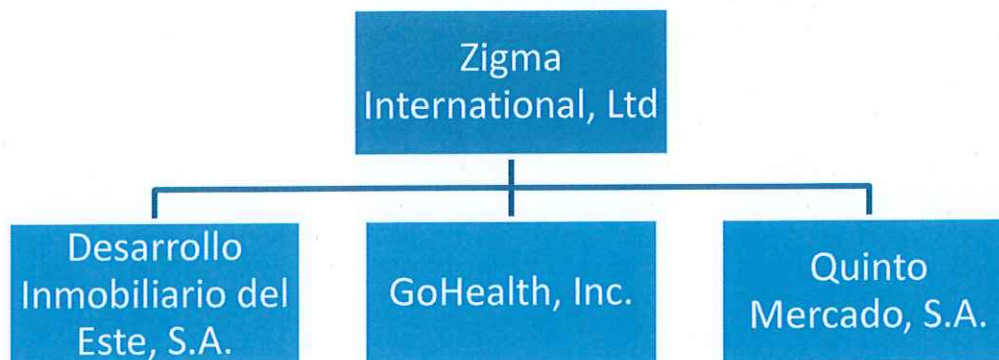 Zigma
International, Ltd
Desarrollo
Inmobiliario del
Este, S.A.
GoHealth, Inc.
Quinto
Mercado, S.A.